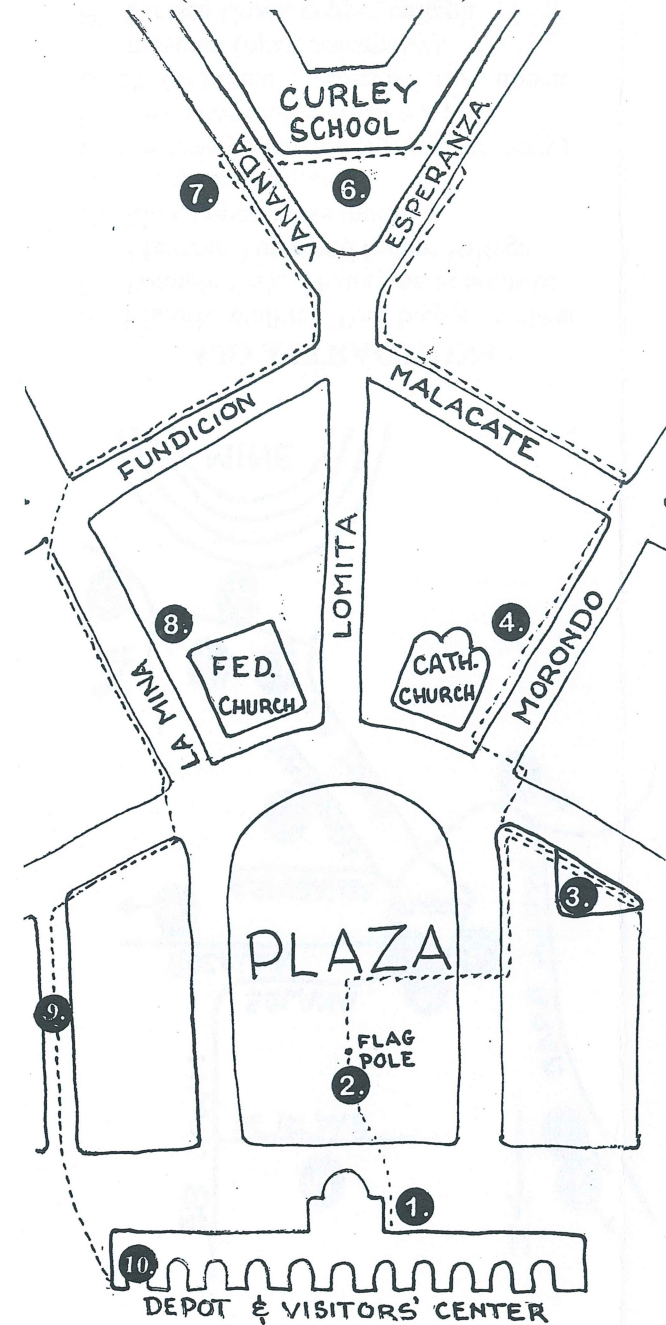 CURLEY
SCHOOL
VANANDA
ESPERANZA
7.
6.
FUNDICION
MALACATE
LOMITA
8.
4.
FED.
CHURCH
CATH.
CHURCH
LA MINA
MORONDO
3.
PLAZA
9.
FLAG
POLE
2.
1.
10.
DEPOT & VISITORS' CENTER